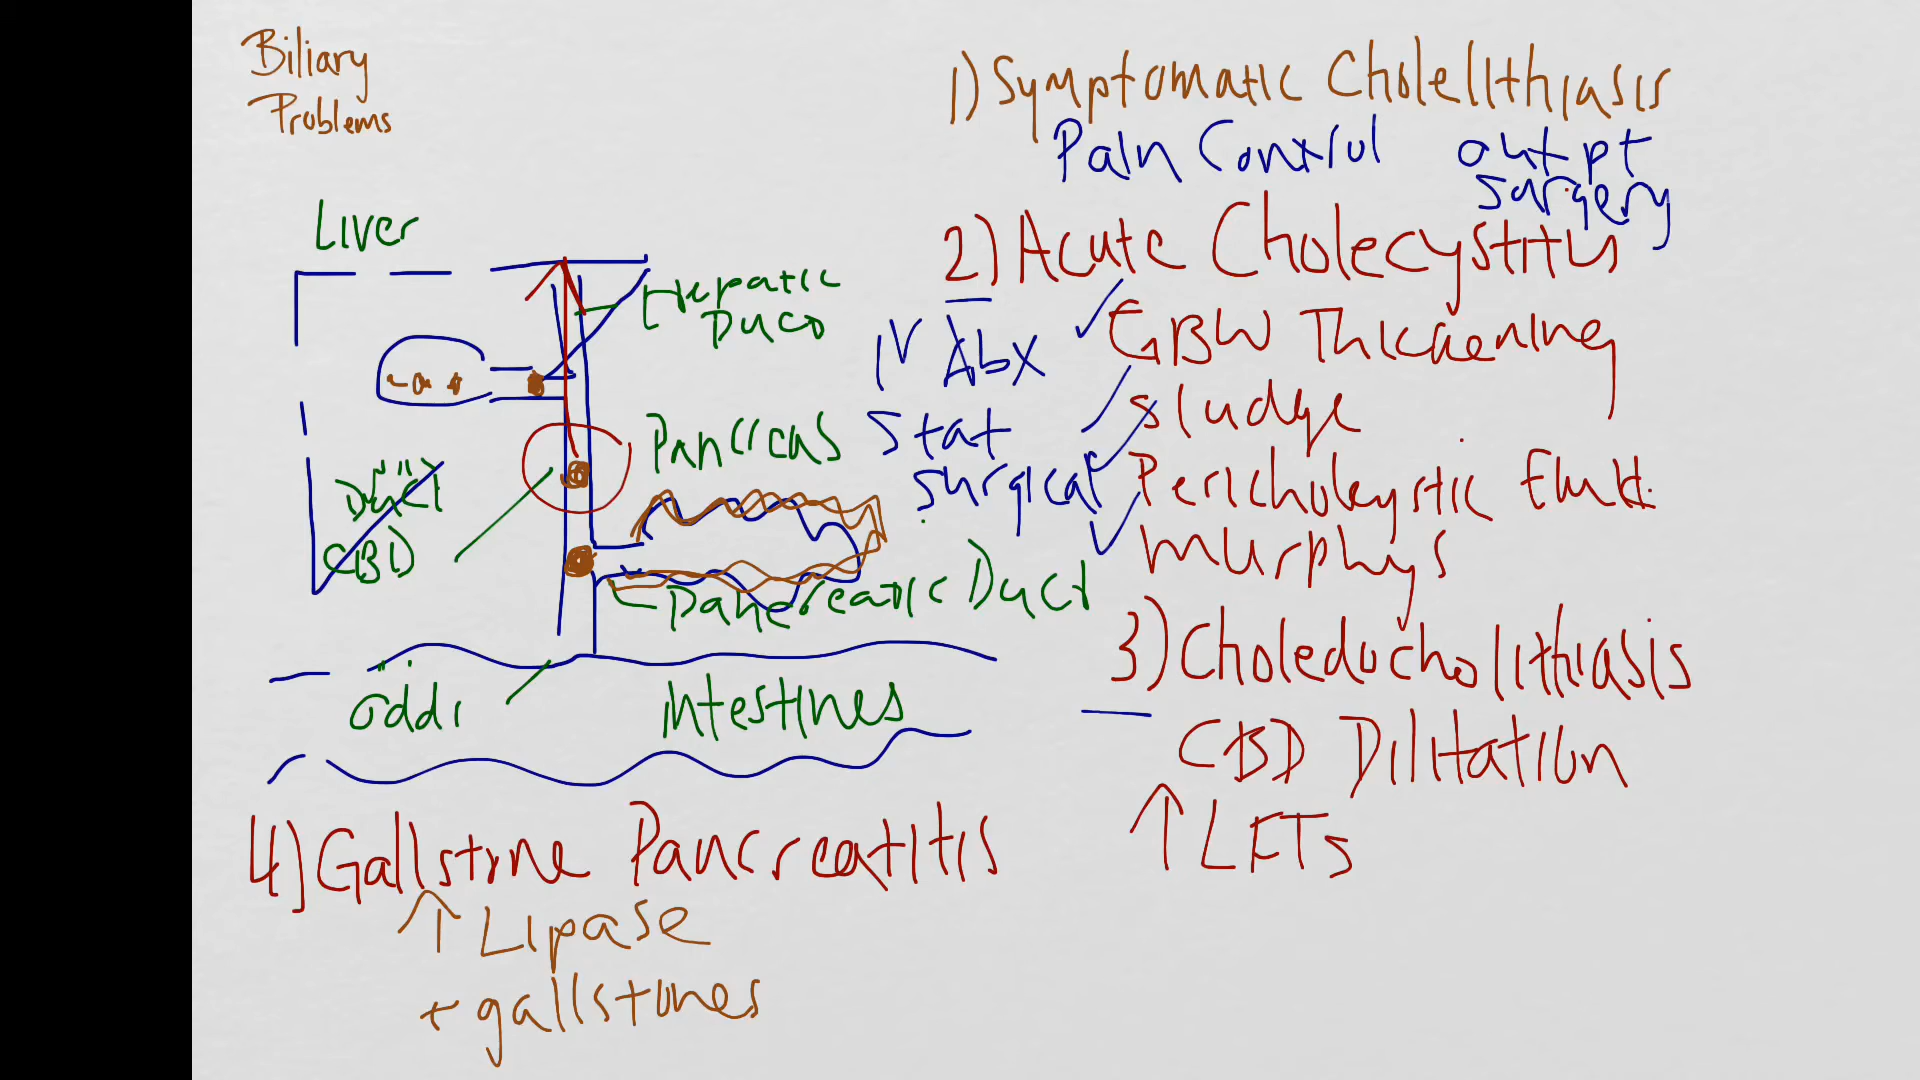 Biliary
Problems
1) Symptomatic Cholelithiasis
Pain Control outpt
surgery
Liver
2) Acute Cholecystitis
Hepatic
Duct
IV Abx
GBW Thickening
sludge
Stat
surgical
Pancreas
Pericholeystic Fluid
murphys
Duct
CBD
Pancreatic Duct
3) Choledocholithiasis
CBD Dilitation
↑ LFTs
oddi
Intestines
4) Gallstone Pancreatitis
↑ Lipase
+ gallstones